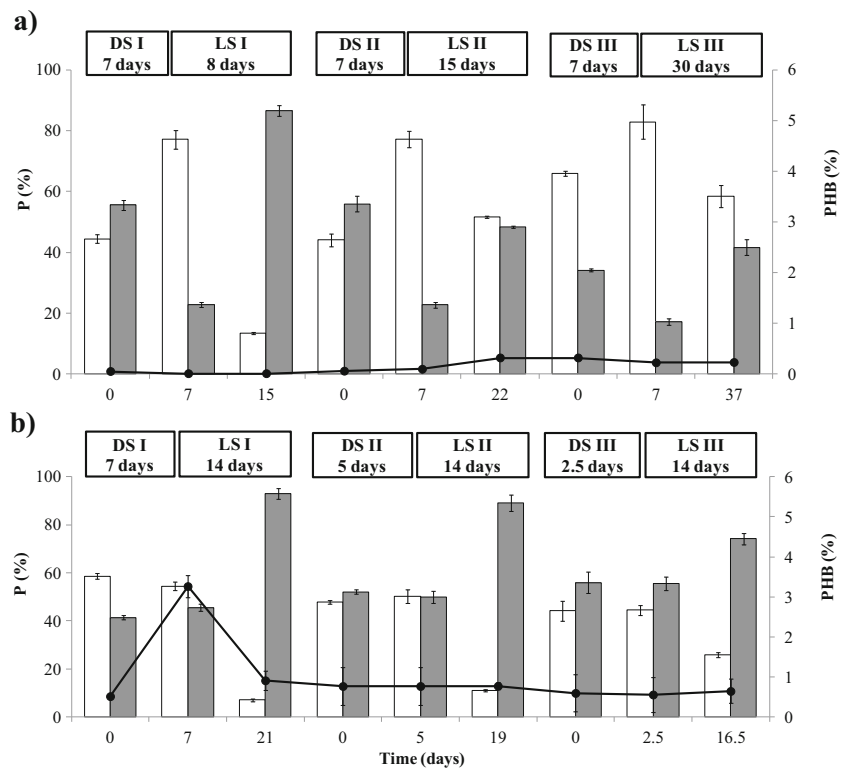 a)
DS I
7 days
LS I
8 days
DS II
7 days
LS II
15 days
DS III
7 days
LS III
30 days
100
80
60
40
20
0
P (%)
6
5
4
3
2
1
0
PHB (%)
0 7 15 0 7 22 0 7 37
b)
DS I
7 days
LS I
14 days
DS II
5 days
LS II
14 days
DS III
2.5 days
LS III
14 days
100
80
60
40
20
0
P (%)
6
5
4
3
2
1
0
PHB (%)
0 7 21 0 5 19 0 2.5 16.5
Time (days)